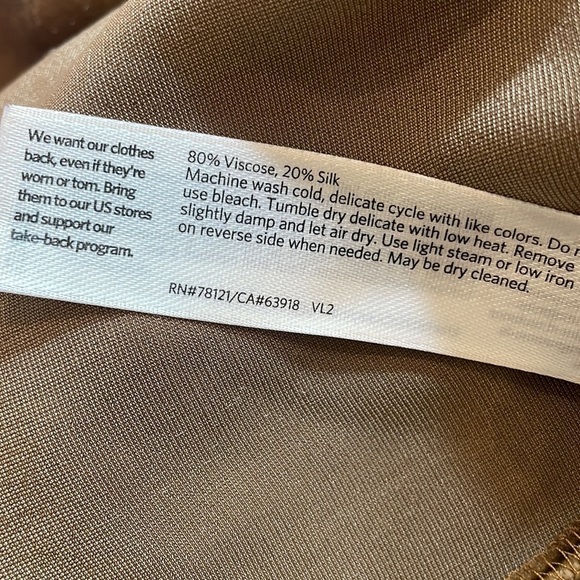 We want our clothes
back, even if they're
worn or torn. Bring
them to our US stores
and support our
take-back program.
80% Viscose, 20% Silk
Machine wash cold, delicate cycle with like colors. Do
use bleach. Tumble dry delicate with low heat. Remove
slightly damp and let air dry. Use light steam or low iron
on reverse side when needed. May be dry cleaned.
RN#78121/CA#63918 VL2